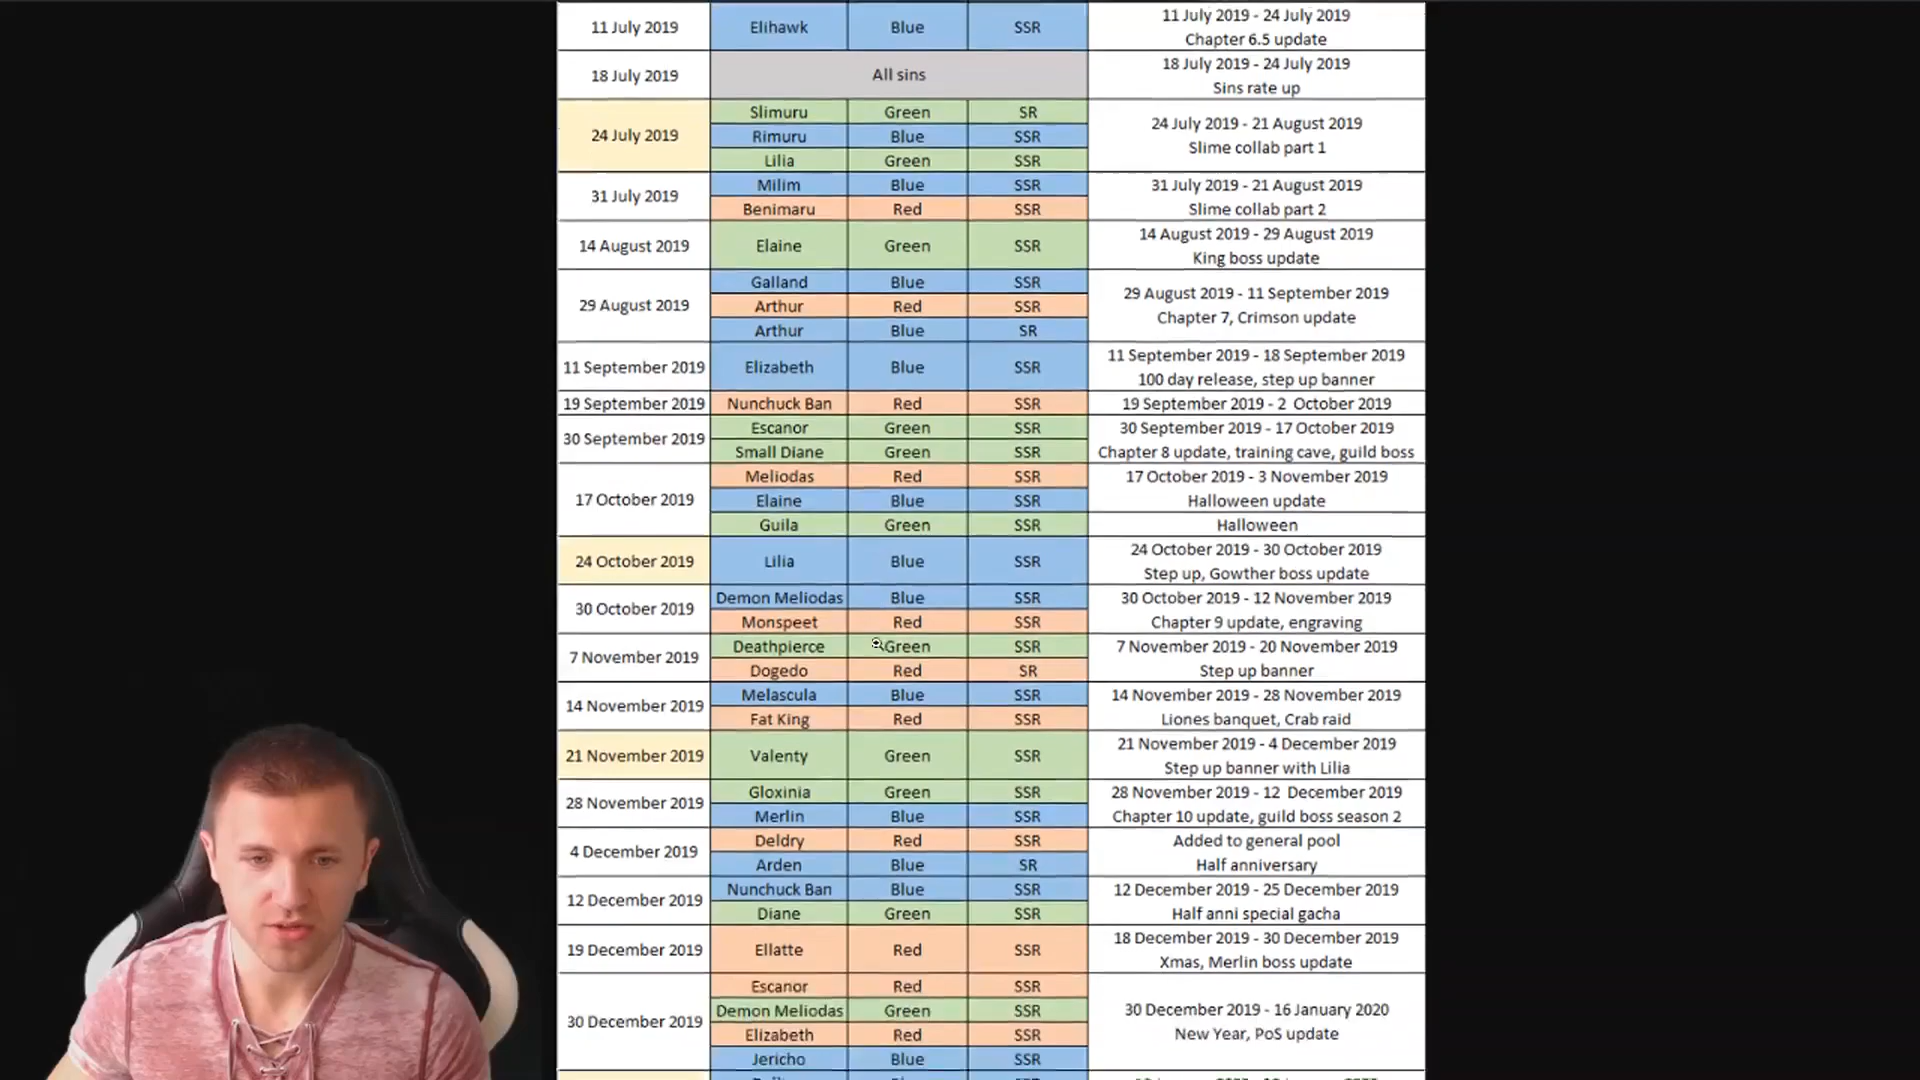 11 July 2019 Elihawk Blue SSR 11 July 2019 - 24 July 2019
Chapter 6.5 update
18 July 2019 All sins 18 July 2019 - 24 July 2019
Sins rate up
24 July 2019 Slimuru Green SR 24 July 2019 - 21 August 2019
Rimuru Blue SSR Slime collab part 1
Lilia Green SSR
31 July 2019 Milim Blue SSR 31 July 2019 - 21 August 2019
Benimaru Red SSR Slime collab part 2
14 August 2019 Elaine Green SSR 14 August 2019 - 29 August 2019
King boss update
29 August 2019 Galland Blue SSR 29 August 2019 - 11 September 2019
Arthur Red SSR Chapter 7, Crimson update
Arthur Blue SR
11 September 2019 Elizabeth Blue SSR 11 September 2019 - 18 September 2019
100 day release, step up banner
19 September 2019 Nunchuck Ban Red SSR 19 September 2019 - 2 October 2019
30 September 2019 Escanor Green SSR 30 September 2019 - 17 October 2019
Small Diane Green SSR Chapter 8 update, training cave, guild boss
17 October 2019 Meliodas Red SSR 17 October 2019 - 3 November 2019
Elaine Blue SSR Halloween update
Guila Green SSR Halloween
24 October 2019 Lilia Blue SSR 24 October 2019 - 30 October 2019
Step up, Gowther boss update
30 October 2019 Demon Meliodas Blue SSR 30 October 2019 - 12 November 2019
Monspeet Red SSR Chapter 9 update, engraving
7 November 2019 Deathpierce Green SSR 7 November 2019 - 20 November 2019
Dogedo Red SR Step up banner
14 November 2019 Melascula Blue SSR 14 November 2019 - 28 November 2019
Fat King Red SSR Liones banquet, Crab raid
21 November 2019 Valenty Green SSR 21 November 2019 - 4 December 2019
Step up banner with Lilia
28 November 2019 Gloxinia Green SSR 28 November 2019 - 12 December 2019
Merlin Blue SSR Chapter 10 update, guild boss season 2
4 December 2019 Deldry Red SSR Added to general pool
Arden Blue SR Half anniversary
12 December 2019 Nunchuck Ban Blue SSR 12 December 2019 - 25 December 2019
Diane Green SSR Half anni special gacha
19 December 2019 Ellatte Red SSR 18 December 2019 - 30 December 2019
Xmas, Merlin boss update
30 December 2019 Escanor Red SSR 30 December 2019 - 16 January 2020
Demon Meliodas Green SSR New Year, PoS update
Elizabeth Red SSR
Jericho Blue SSR